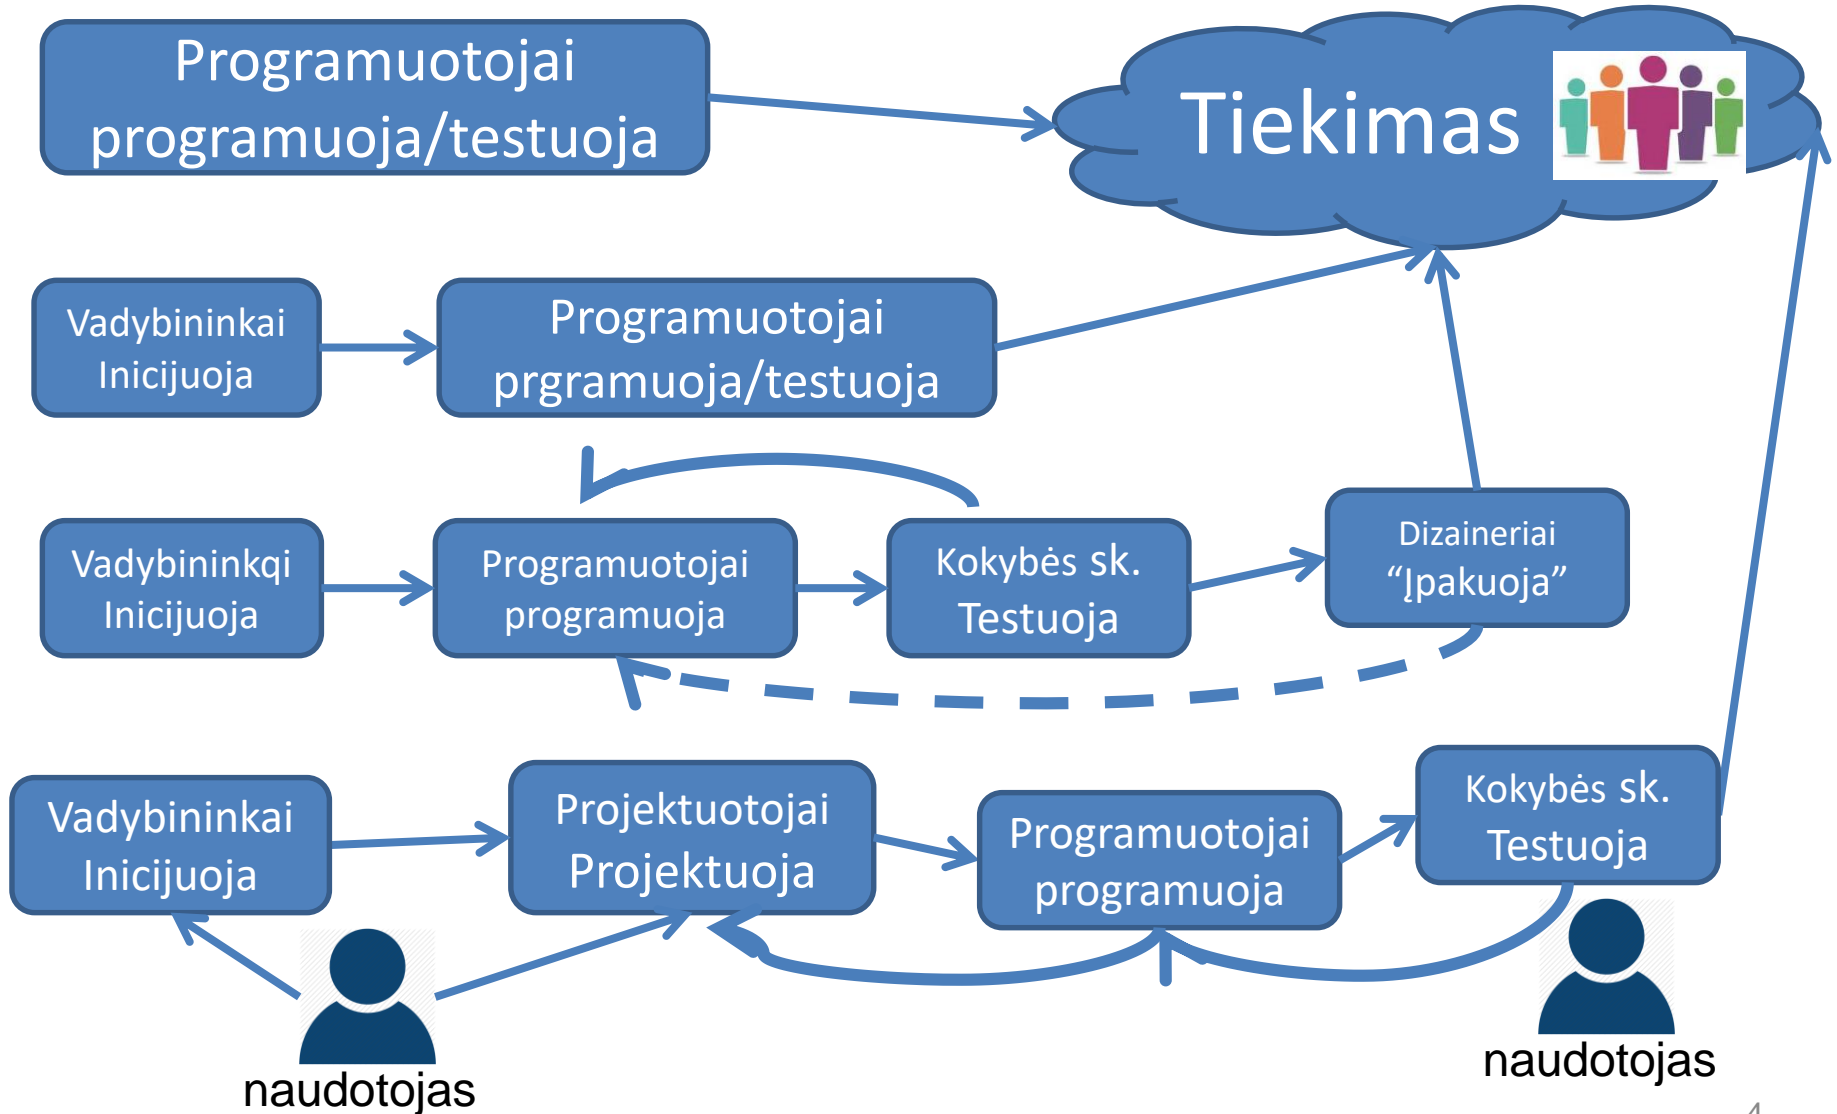 Programuotojai
programuoja/testuoja
Tiekimas
Vadybininkai
Inicijuoja
Programuotojai
prgramuoja/testuoja
Vadybininkqi
Inicijuoja
Programuotojai
programuoja
Kokybės sk.
Testuoja
Dizaineriai
“Įpakuoja”
Vadybininkai
Inicijuoja
Projektuotojai
Projektuoja
Programuotojai
programuoja
Kokybės sk.
Testuoja
naudotojas
naudotojas